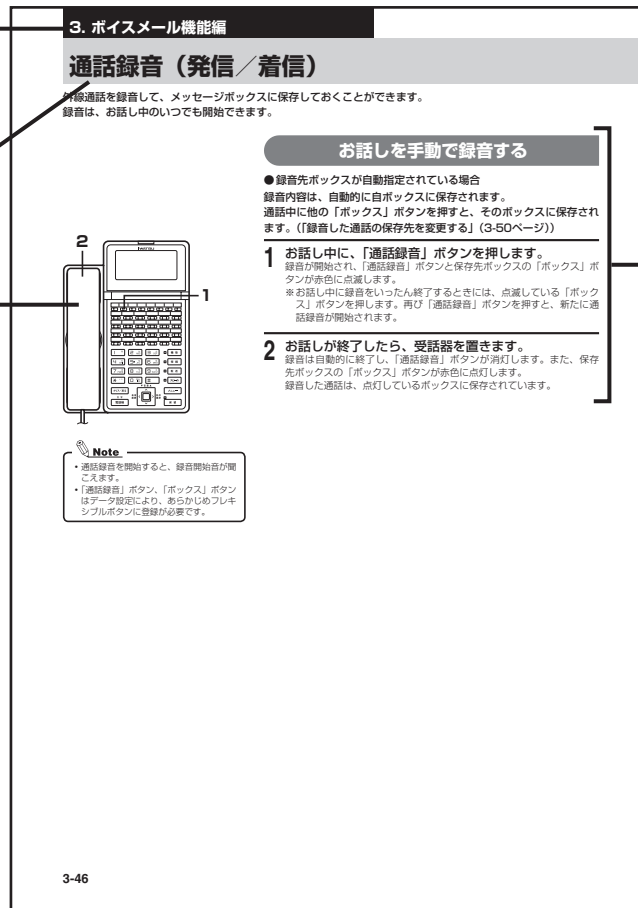 3. ボイスメール機能編
通話録音（発信／着信）
外線通話を録音して、メッセージボックスに保存しておくことができます。
録音は、お話し中のいつでも開始できます。
お話しを手動で録音する
●録音先ボックスが自動指定されている場合
録音内容は、自動的に自ボックスに保存されます。
通話中に他の「ボックス」ボタンを押すと、そのボックスに保存され
ます。（「録音した通話の保存先を変更する」（3-50ページ））
1 お話し中に、「通話録音」ボタンを押します。
録音が開始され、「通話録音」ボタンと保存先ボックスの「ボックス」ボ
タンが赤色に点滅します。
※お話し中に録音をいったん終了するときには、点滅している「ボック
ス」ボタンを押します。再び「通話録音」ボタンを押すと、新たに通
話録音が開始されます。
2 お話しが終了したら、受話器を置きます。
録音は自動的に終了し、「通話録音」ボタンが消灯します。また、保存
先ボックスの「ボックス」ボタンが赤色に点灯します。
録音した通話は、点灯しているボックスに保存されています。
2
1
Note
・通話録音を開始すると、録音開始音が聞
こえます。
・「通話録音」ボタン、「ボックス」ボタン
はデータ設定により、あらかじめフレキ
シブルボタンに登録が必要です。
3-46